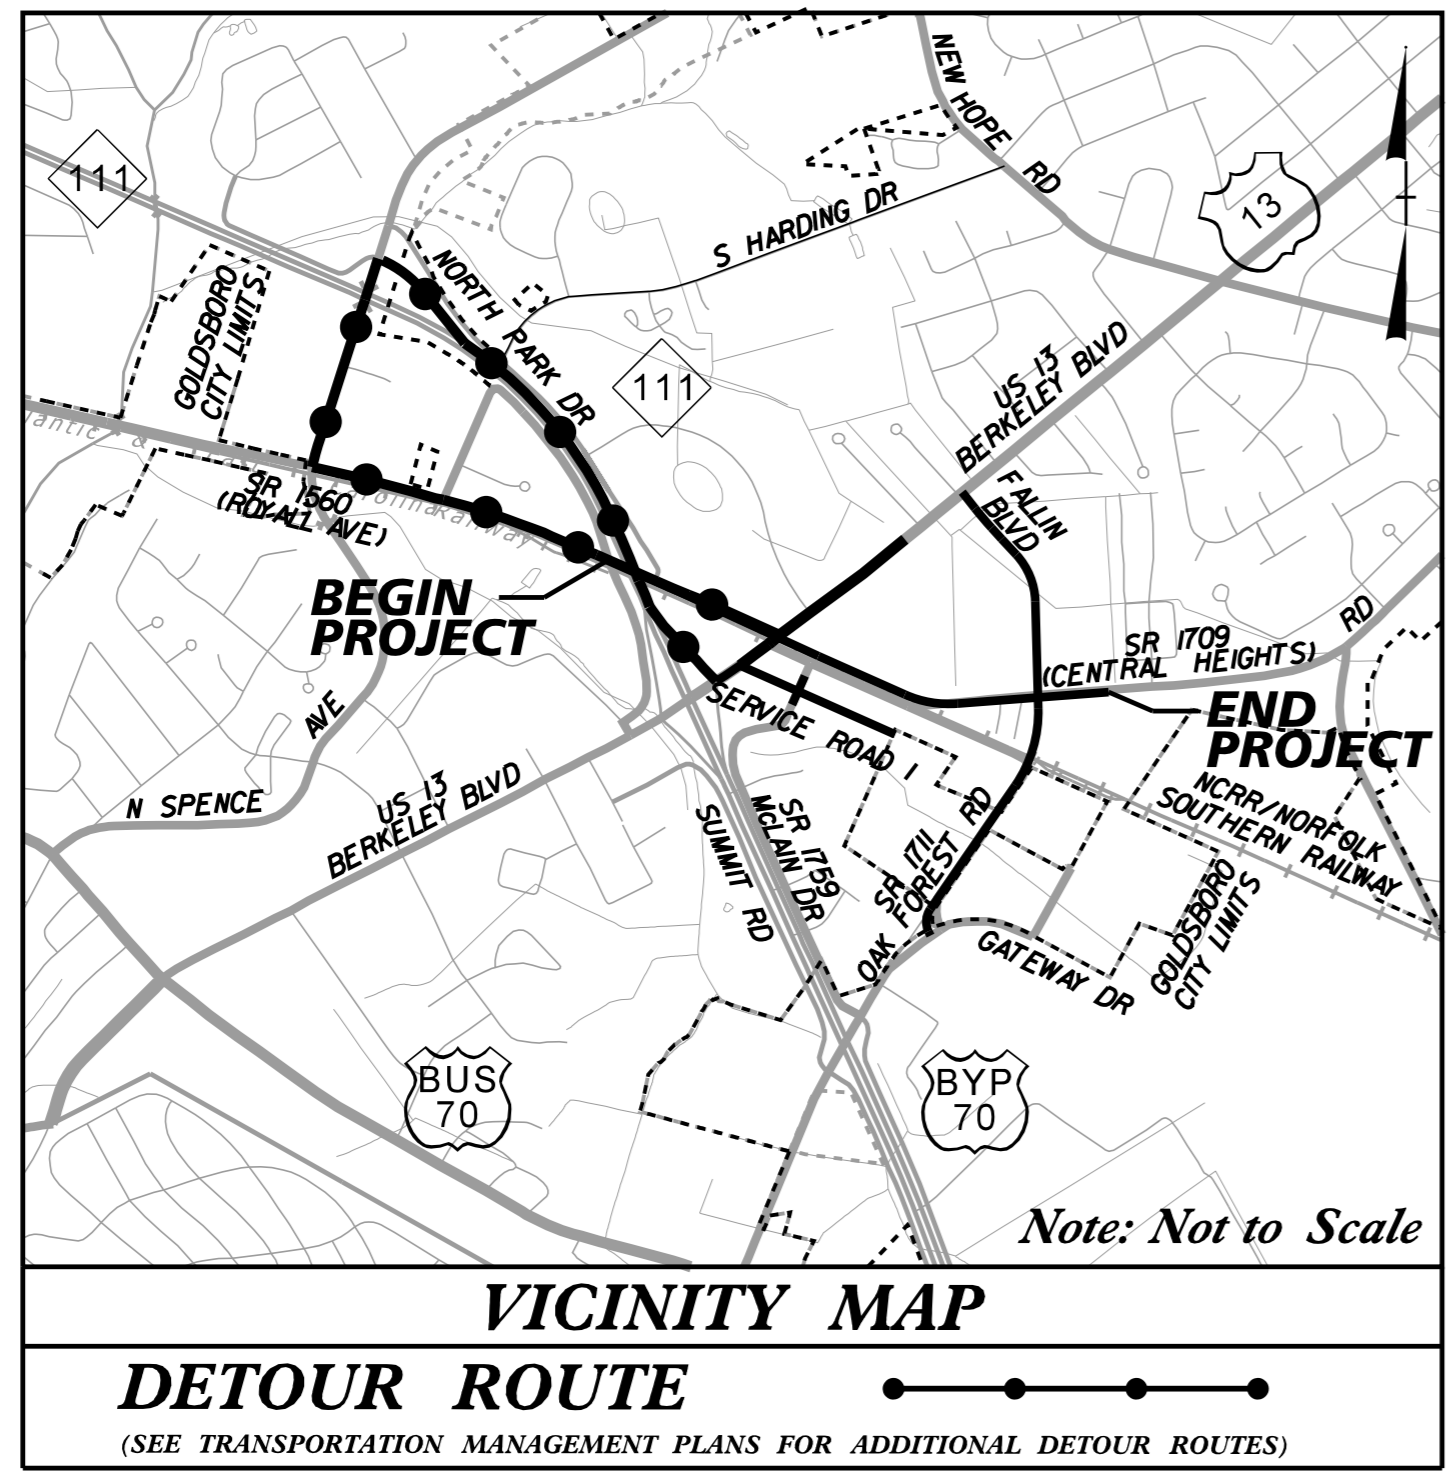 NEW HOPE RD
111
13
S HARDING DR
GOLDSBORO
CITY LIMITS
NORTH PARK DR
111
US 13
BERKELEY BLVD
FALLIN
BLVD
SR 1560
(ROYALL AVE)
Railway
BEGIN
PROJECT
SR 1709
(CENTRAL HEIGHTS) RD
END
PROJECT
SERVICE ROAD 1
N SPENCE AVE
US 13
BERKELEY BLVD
SUMMIT RD
SR 1759
McLAIN DR
SR 1711
OAK FOREST RD
NCRR/NORFOLK
SOUTHERN RAILWAY
GATEWAY DR
GOLDSBORO
CITY LIMITS
BUS
70
BYP
70
Note: Not to Scale
VICINITY MAP
DETOUR ROUTE
(SEE TRANSPORTATION MANAGEMENT PLANS FOR ADDITIONAL DETOUR ROUTES)